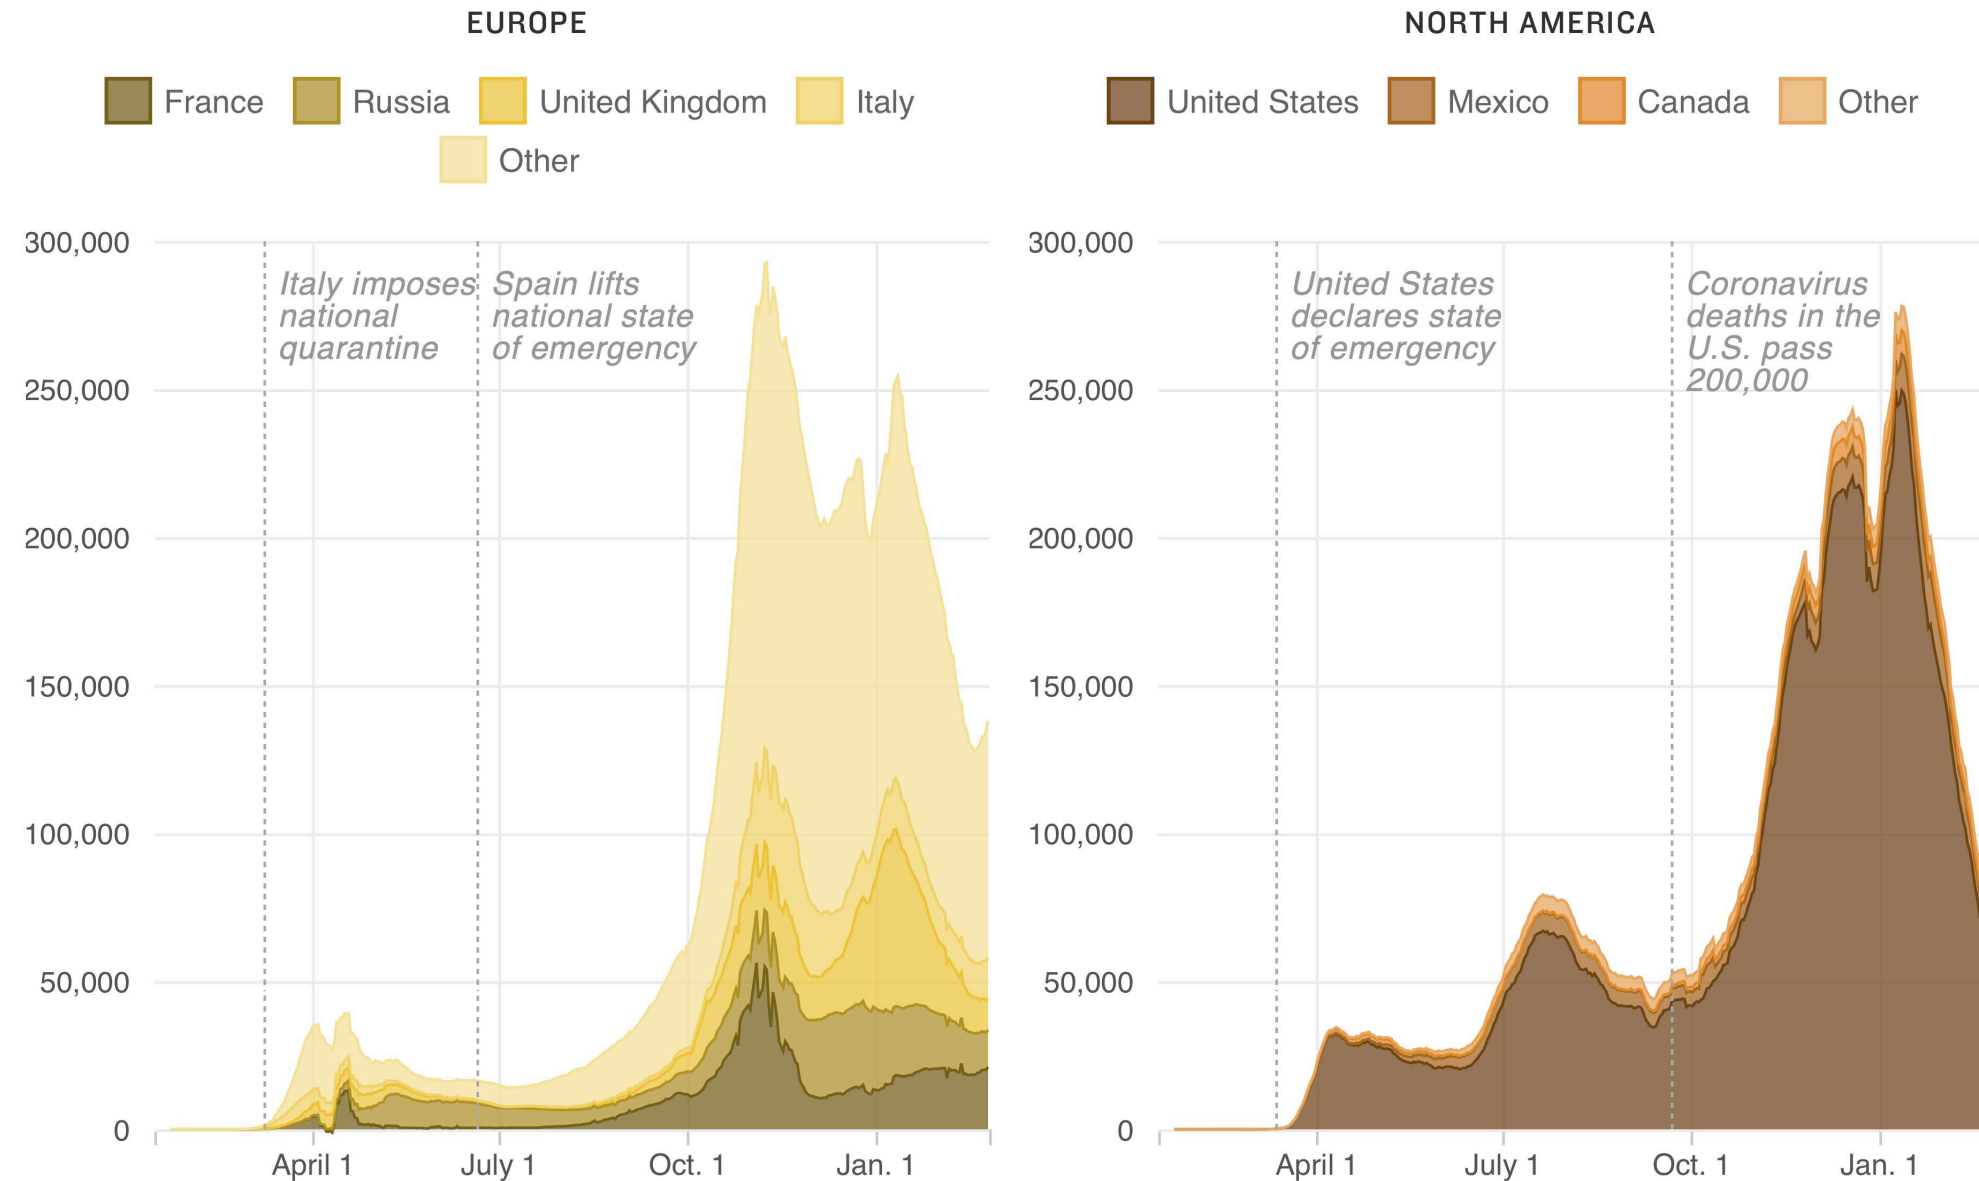 EUROPE
France Russia United Kingdom Italy
Other
300,000
250,000
200,000
150,000
100,000
50,000
0
Italy imposes
national
quarantine
Spain lifts
national state
of emergency
April 1 July 1 Oct. 1 Jan. 1
NORTH AMERICA
United States Mexico Canada Other
300,000
250,000
200,000
150,000
100,000
50,000
0
United States
declares state
of emergency
Coronavirus
deaths in the
U.S. pass
200,000
April 1 July 1 Oct. 1 Jan. 1